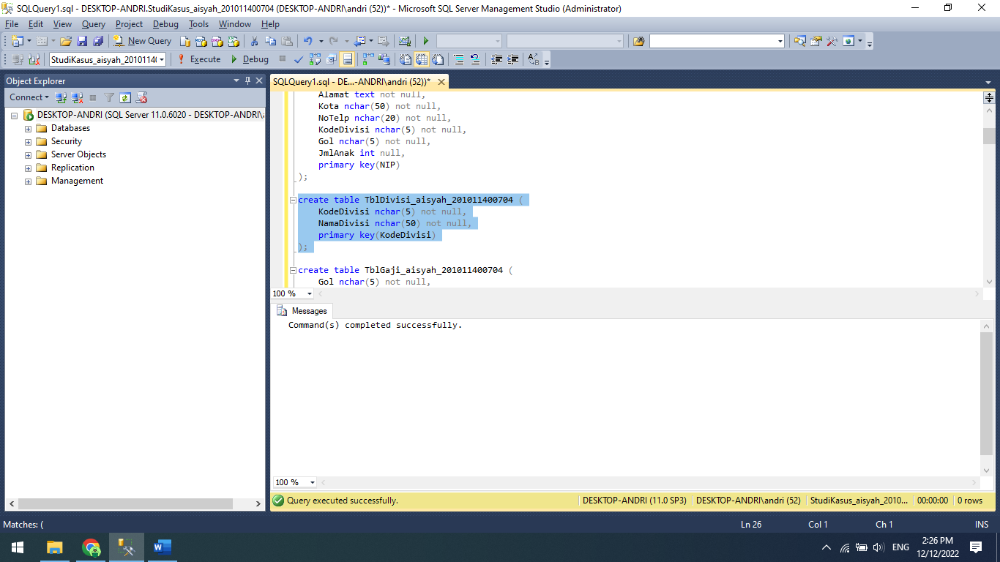 SQLQuery1.sql - DESKTOP-ANDRI.StudiKasus_aisyah_201011400704 (DESKTOP-ANDRI\andri (52))* - Microsoft SQL Server Management Studio (Administrator)
File Edit View Query Project Debug Tools Window Help
New Query
StudiKasus_aisyah_2010114 Execute Debug
Object Explorer
Connect
DESKTOP-ANDRI (SQL Server 11.0.6020 - DESKTOP-ANDRI\
Databases
Security
Server Objects
Replication
Management
SQLQuery1.sql - DE...-ANDRI\andri (52))*
Alamat text not null,
Kota nchar(50) not null,
NoTelp nchar(20) not null,
KodeDivisi nchar(5) not null,
Gol nchar(5) not null,
JmlAnak int null,
primary key(NIP)
);
create table TblDivisi_aisyah_201011400704 (
KodeDivisi nchar(5) not null,
NamaDivisi nchar(50) not null,
primary key(KodeDivisi)
);
create table TblGaji_aisyah_201011400704 (
Gol nchar(5) not null,
100 %
Messages
Command(s) completed successfully.
100 %
Query executed successfully. DESKTOP-ANDRI (11.0 SP3) DESKTOP-ANDRI\andri (52) StudiKasus_aisyah_2010... 00:00:00 0 rows
Matches: ( Ln 26 Col 1 Ch 1 INS
ENG 2:26 PM
12/12/2022